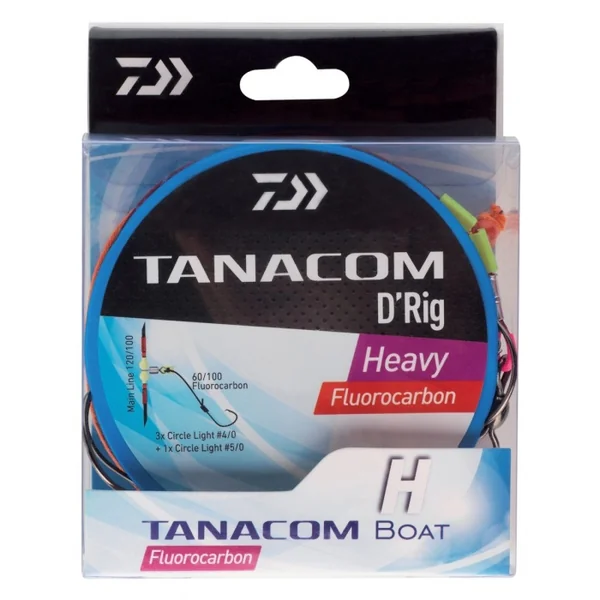 TANACOM
D'Rig
Heavy
Fluorocarbon
Main Line 120/100
60/100
Fluorocarbon
3x Circle Light #4/0
+ 1x Circle Light #5/0
H
TANACOM BOAT
Fluorocarbon